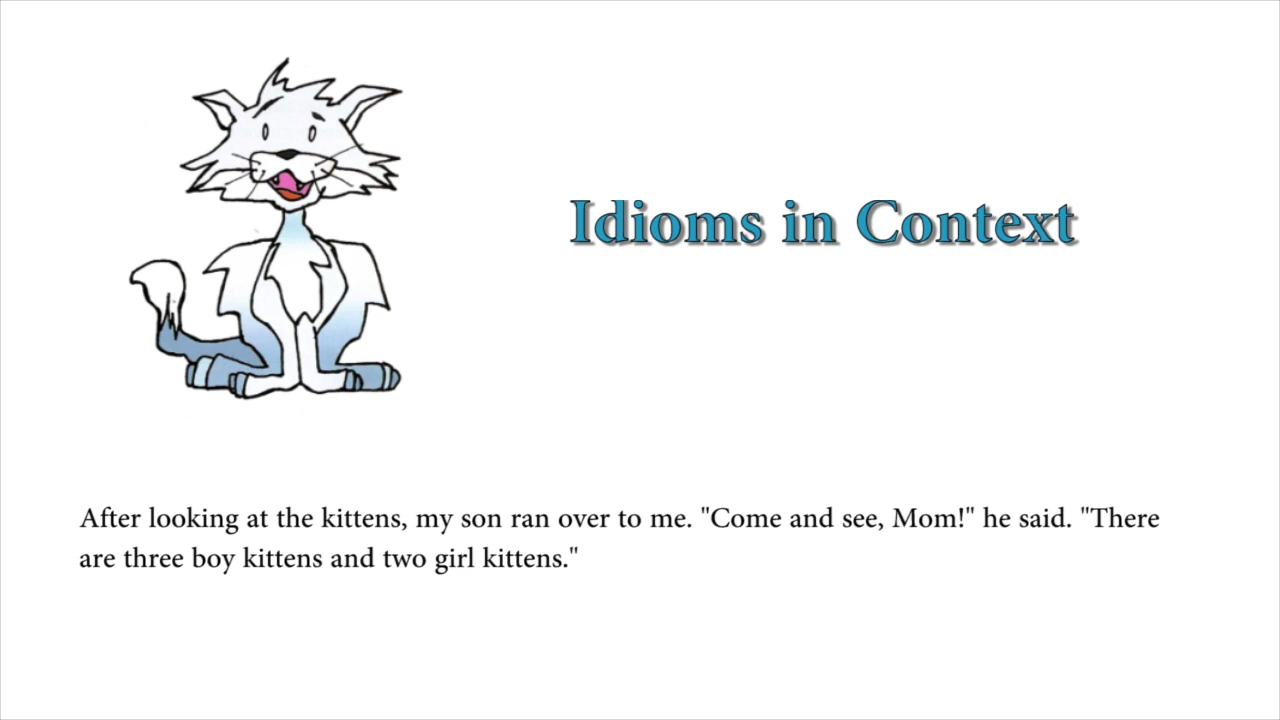 Idioms in Context
After looking at the kittens, my son ran over to me. "Come and see, Mom!" he said. "There
are three boy kittens and two girl kittens."